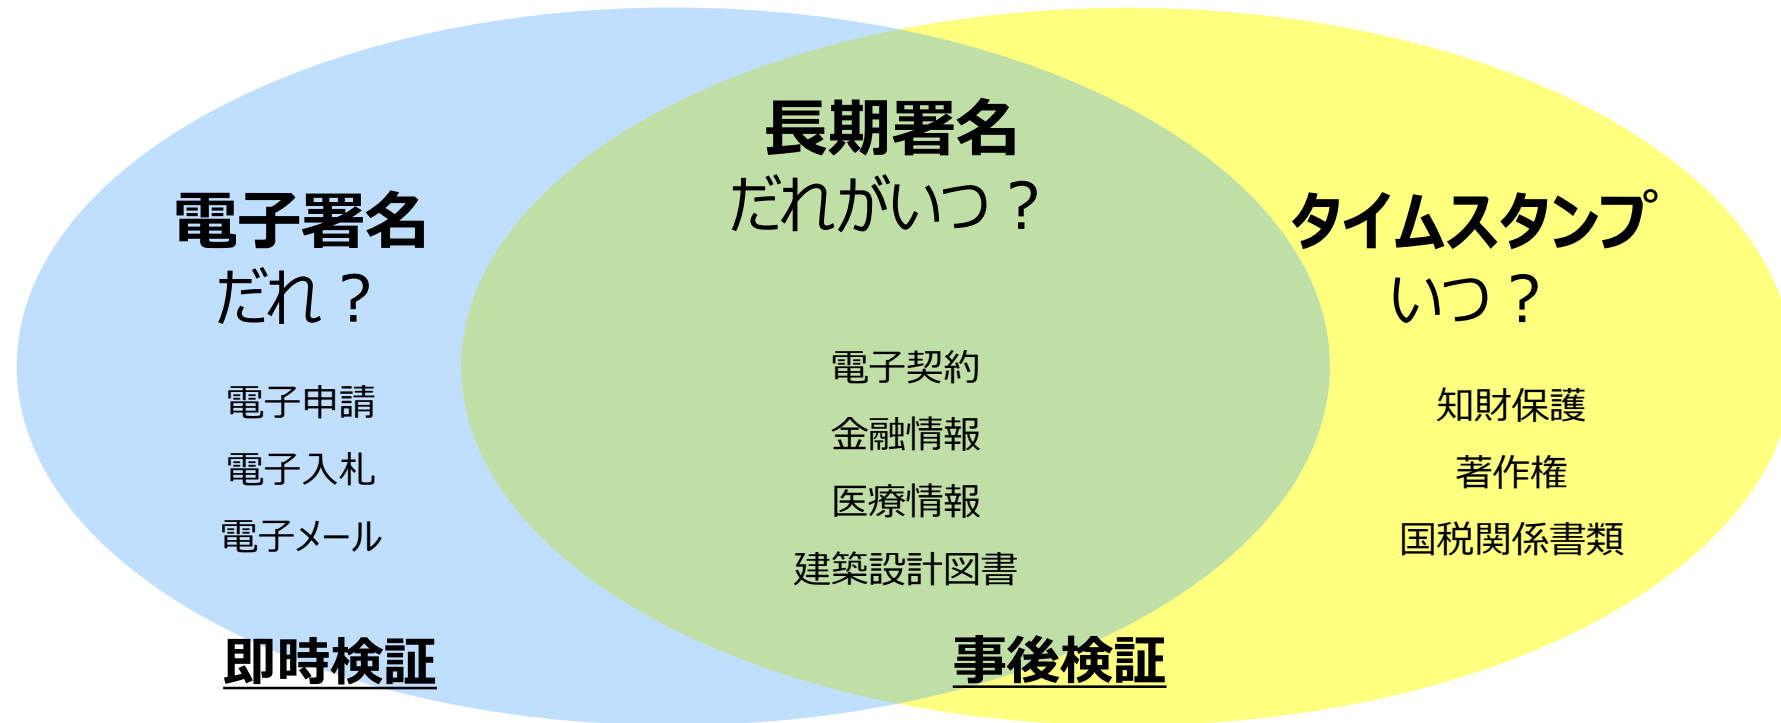 電子署名
だれ？
電子申請
電子入札
電子メール
即時検証
長期署名
だれがいつ？
電子契約
金融情報
医療情報
建築設計図書
事後検証
タイムスタンプ
いつ？
知財保護
著作権
国税関係書類